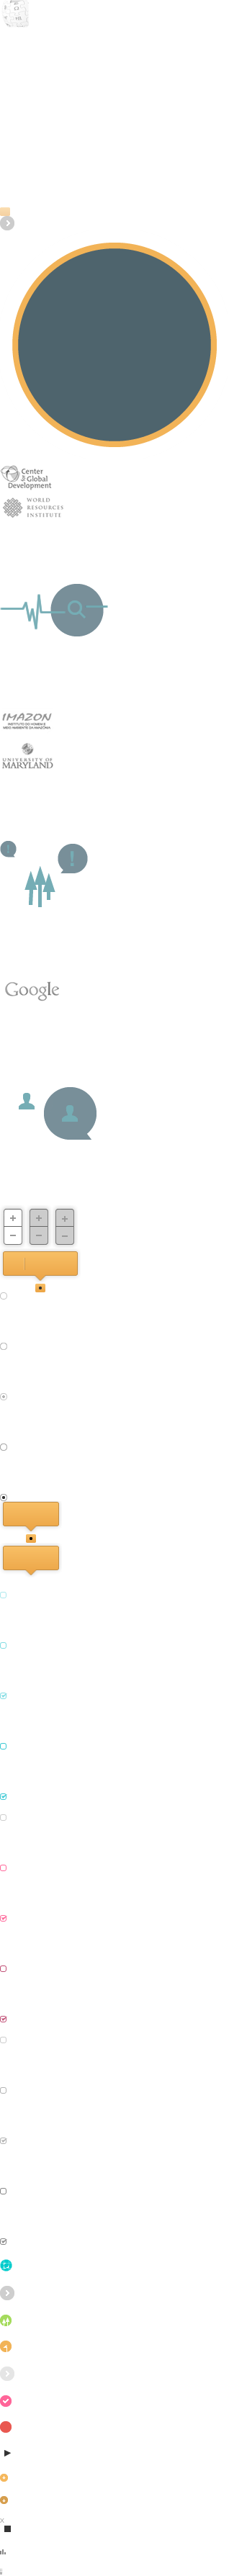 Center
for Global
Development
WORLD
RESOURCES
INSTITUTE
!
IMAZON
INSTITUTO DO HOMEM E
MEIO AMBIENTE DA AMAZÔNIA
UNIVERSITY OF
MARYLAND
!
!
Google
+ + +
− − −